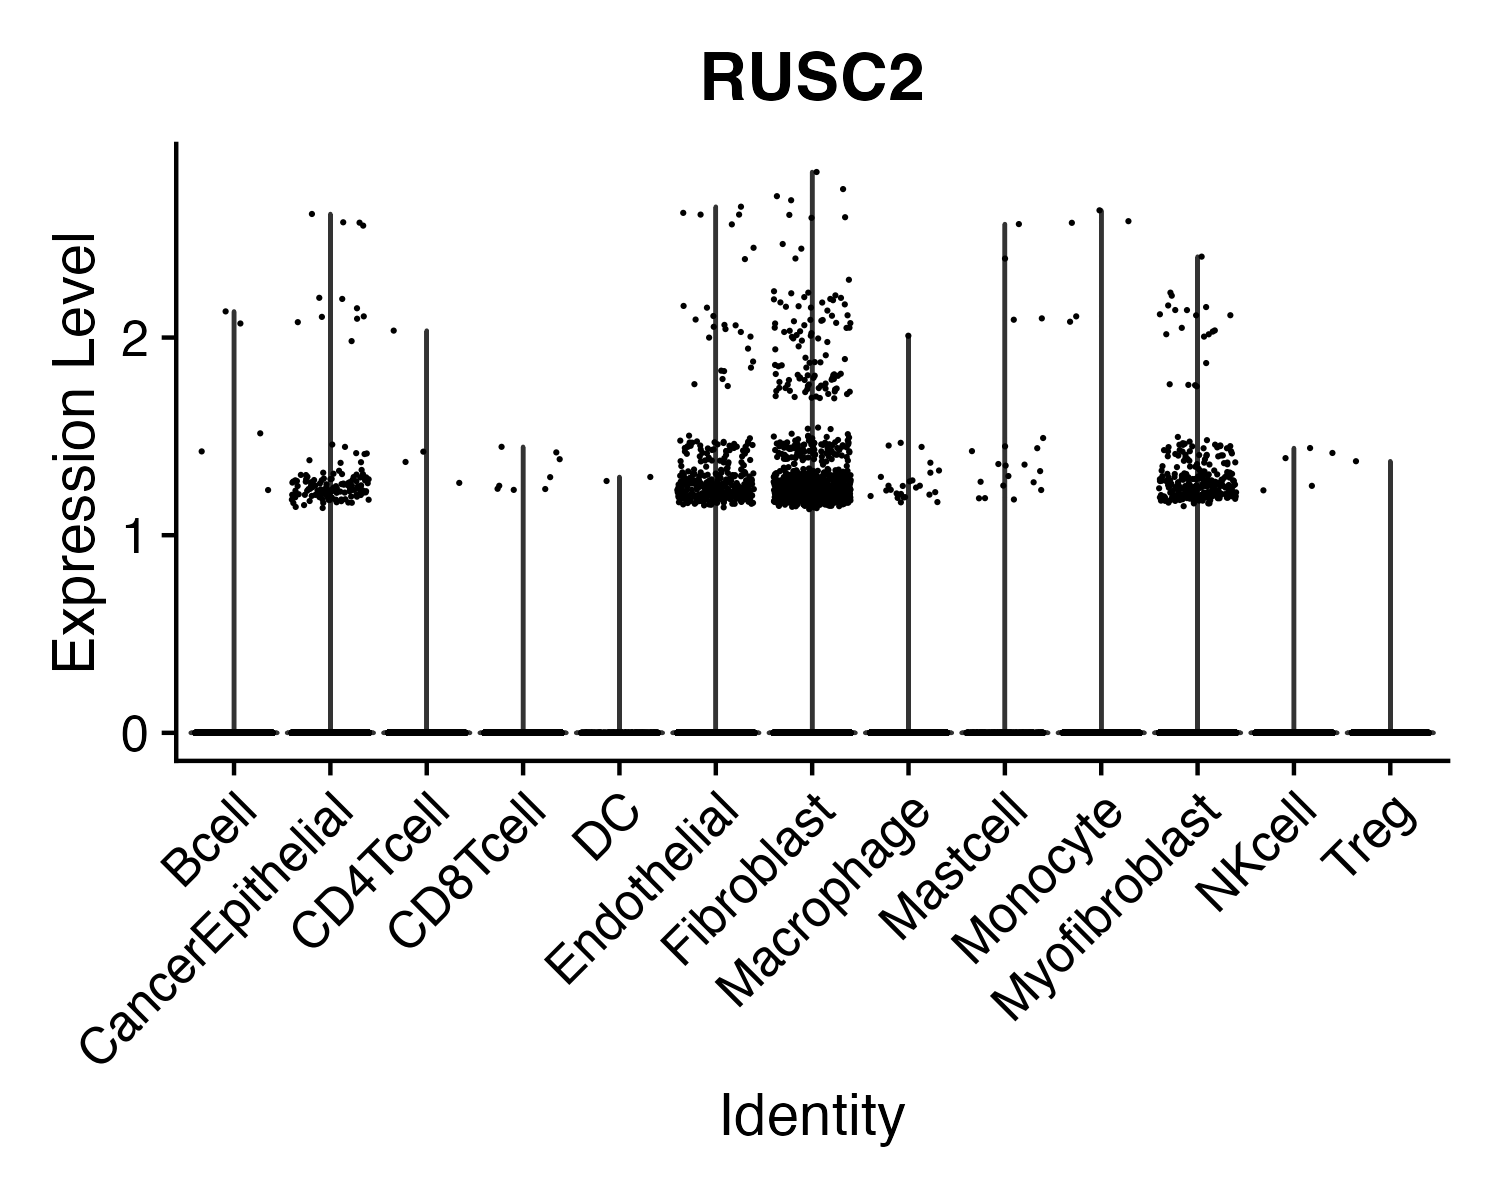 RUSC2
Expression Level
2
1
0
Bcell
CancerEpithelial
CD4Tcell
CD8Tcell
DC
Endothelial
Fibroblast
Macrophage
Mastcell
Monocyte
Myofibroblast
NKcell
Treg
Identity